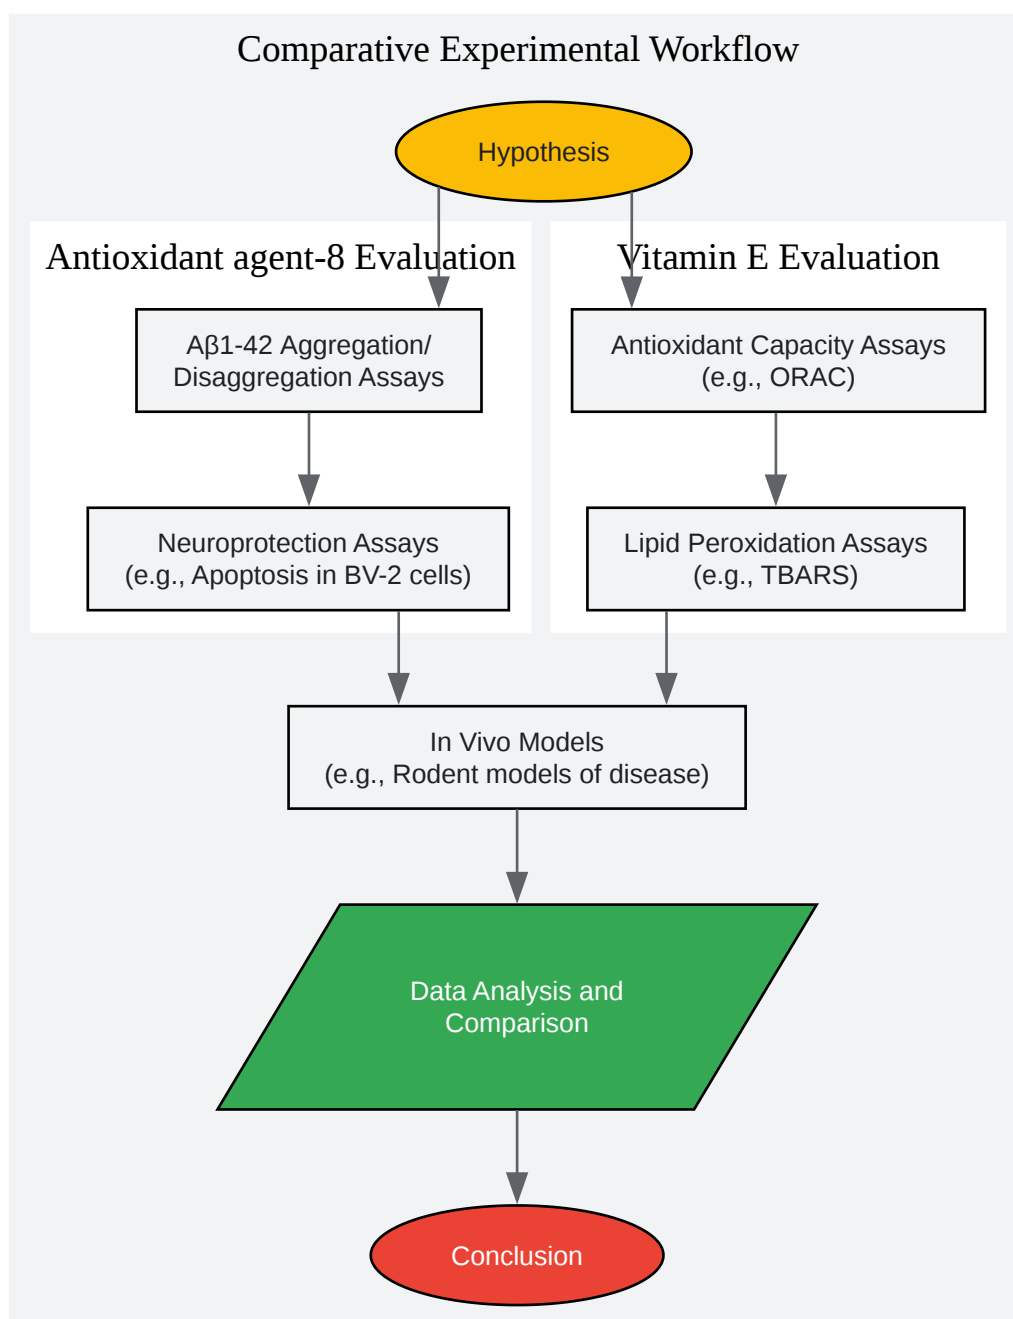 Comparative Experimental Workflow
Hypothesis
Antioxidant agent-8 Evaluation
Aβ1-42 Aggregation/
Disaggregation Assays
Neuroprotection Assays
(e.g., Apoptosis in BV-2 cells)
Vitamin E Evaluation
Antioxidant Capacity Assays
(e.g., ORAC)
Lipid Peroxidation Assays
(e.g., TBARS)
In Vivo Models
(e.g., Rodent models of disease)
Data Analysis and
Comparison
Conclusion